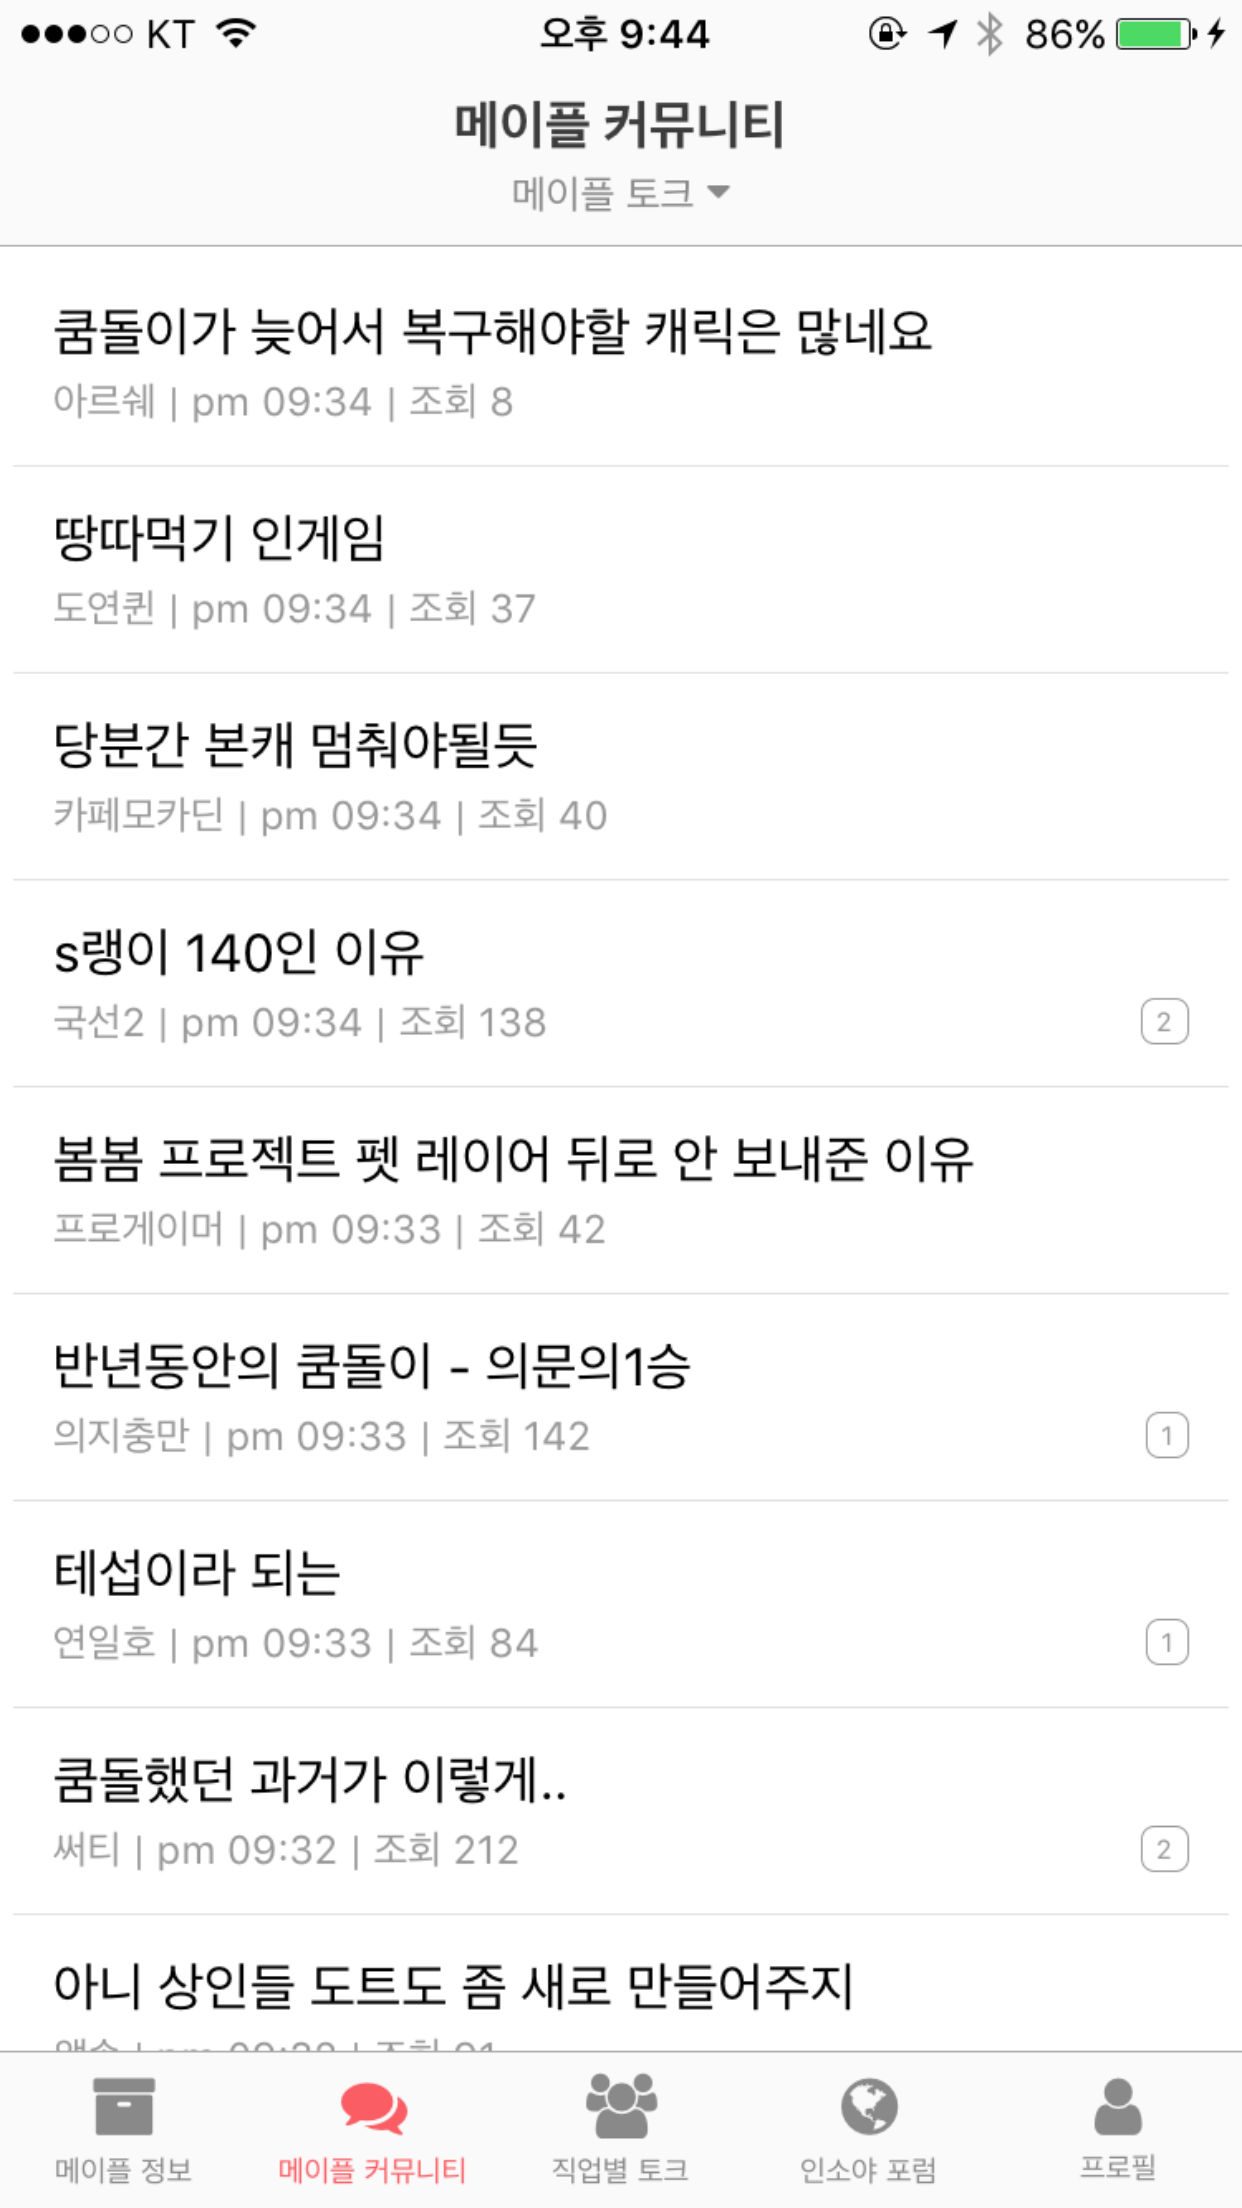 KT 오후 9:44 86%
메이플 커뮤니티
메이플 토크
쿰돌이가 늦어서 복구해야할 캐릭은 많네요
아르쉐 | pm 09:34 | 조회 8
땅따먹기 인게임
도연퀸 | pm 09:34 | 조회 37
당분간 본캐 멈춰야될듯
카페모카딘 | pm 09:34 | 조회 40
s랭이 140인 이유
국선2 | pm 09:34 | 조회 138
2
봄봄 프로젝트 펫 레이어 뒤로 안 보내준 이유
프로게이머 | pm 09:33 | 조회 42
반년동안의 쿰돌이 - 의문의1승
의지충만 | pm 09:33 | 조회 142
1
테섭이라 되는
연일호 | pm 09:33 | 조회 84
1
쿰돌했던 과거가 이렇게..
써티 | pm 09:32 | 조회 212
2
아니 상인들 도트도 좀 새로 만들어주지
메이플 정보 메이플 커뮤니티 직업별 토크 인소야 포럼 프로필